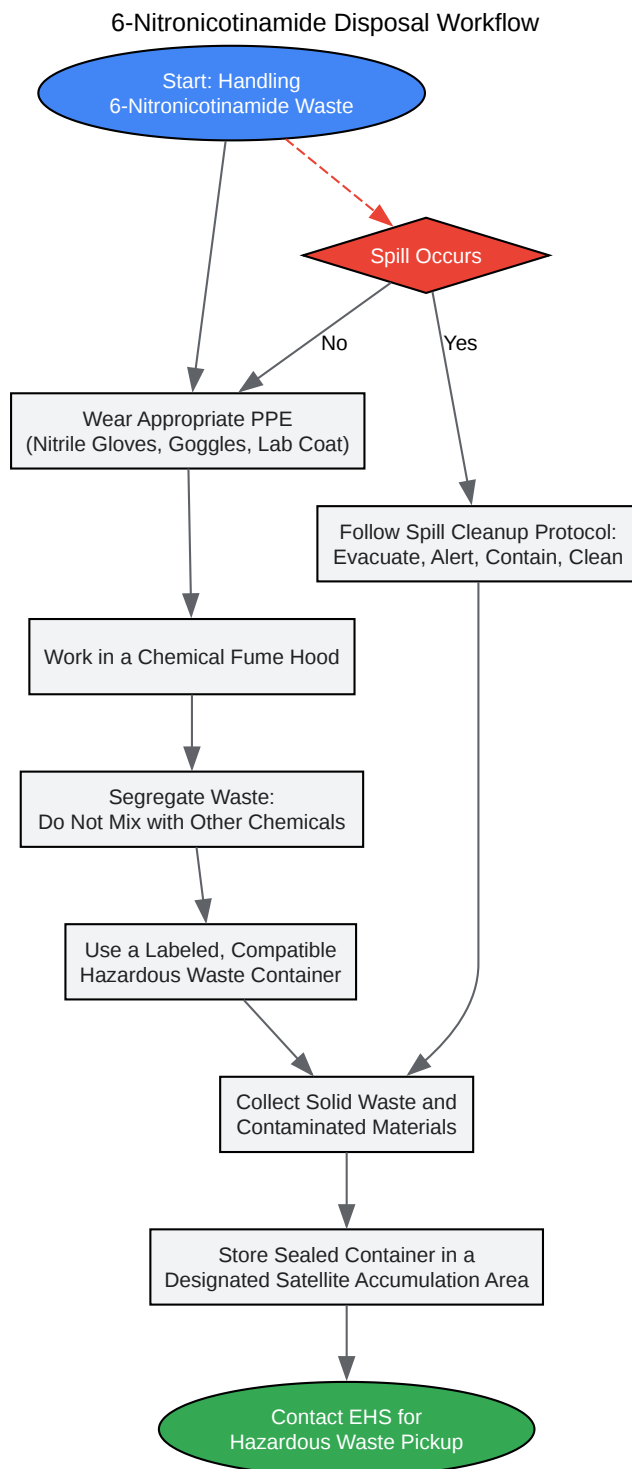 6-Nitronicotinamide Disposal Workflow
Start: Handling
6-Nitronicotinamide Waste
Spill Occurs
No
Yes
Wear Appropriate PPE
(Nitrile Gloves, Goggles, Lab Coat)
Follow Spill Cleanup Protocol:
Evacuate, Alert, Contain, Clean
Work in a Chemical Fume Hood
Segregate Waste:
Do Not Mix with Other Chemicals
Use a Labeled, Compatible
Hazardous Waste Container
Collect Solid Waste and
Contaminated Materials
Store Sealed Container in a
Designated Satellite Accumulation Area
Contact EHS for
Hazardous Waste Pickup